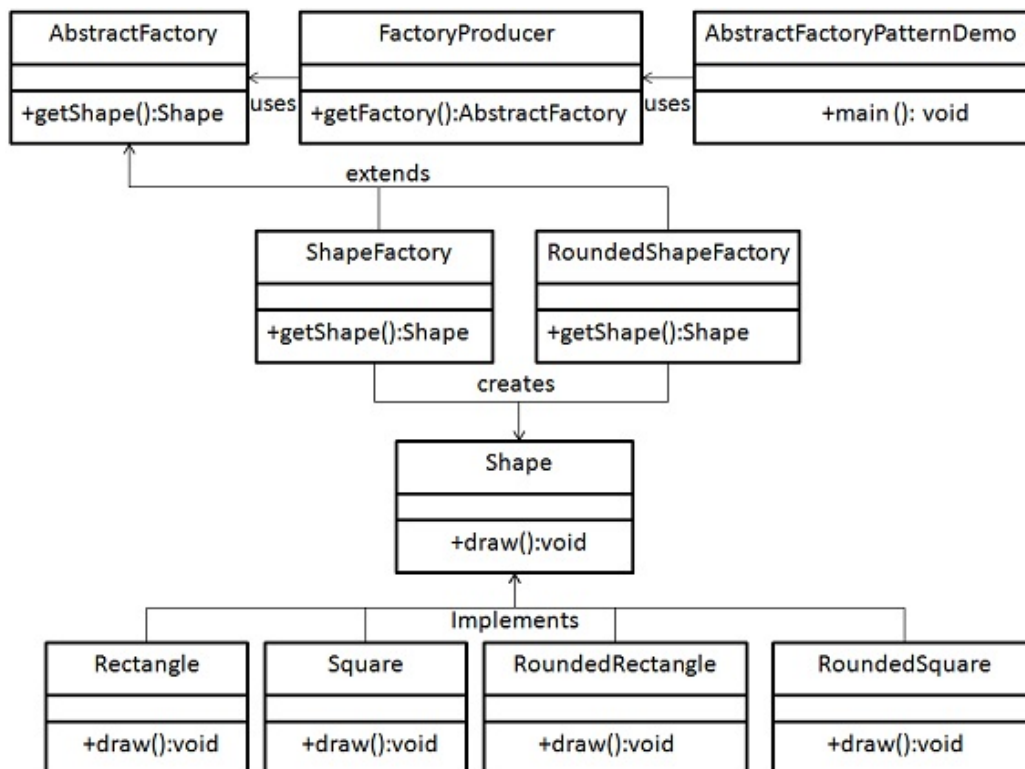 AbstractFactory
+getShape():Shape
uses
FactoryProducer
+getFactory():AbstractFactory
uses
AbstractFactoryPatternDemo
+main (): void
extends
ShapeFactory
+getShape():Shape
RoundedShapeFactory
+getShape():Shape
creates
Shape
+draw():void
Implements
Rectangle
+draw():void
Square
+draw():void
RoundedRectangle
+draw():void
RoundedSquare
+draw():void